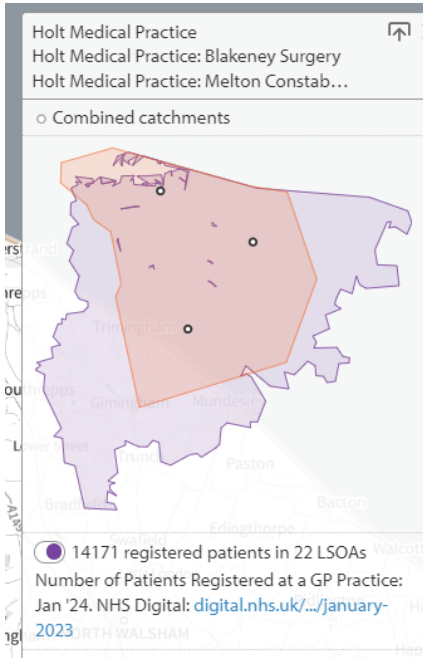 Holt Medical Practice
Holt Medical Practice: Blakeney Surgery
Holt Medical Practice: Melton Constab…
Combined catchments
Trimingham
Gimingham
Mundesley
Trunch
Paston
Bacton
Edingthorpe
Swafield
14171 registered patients in 22 LSOAs
Number of Patients Registered at a GP Practice:
Jan '24. NHS Digital: digital.nhs.uk/.../january-
2023
NORTH WALSHAM
A149